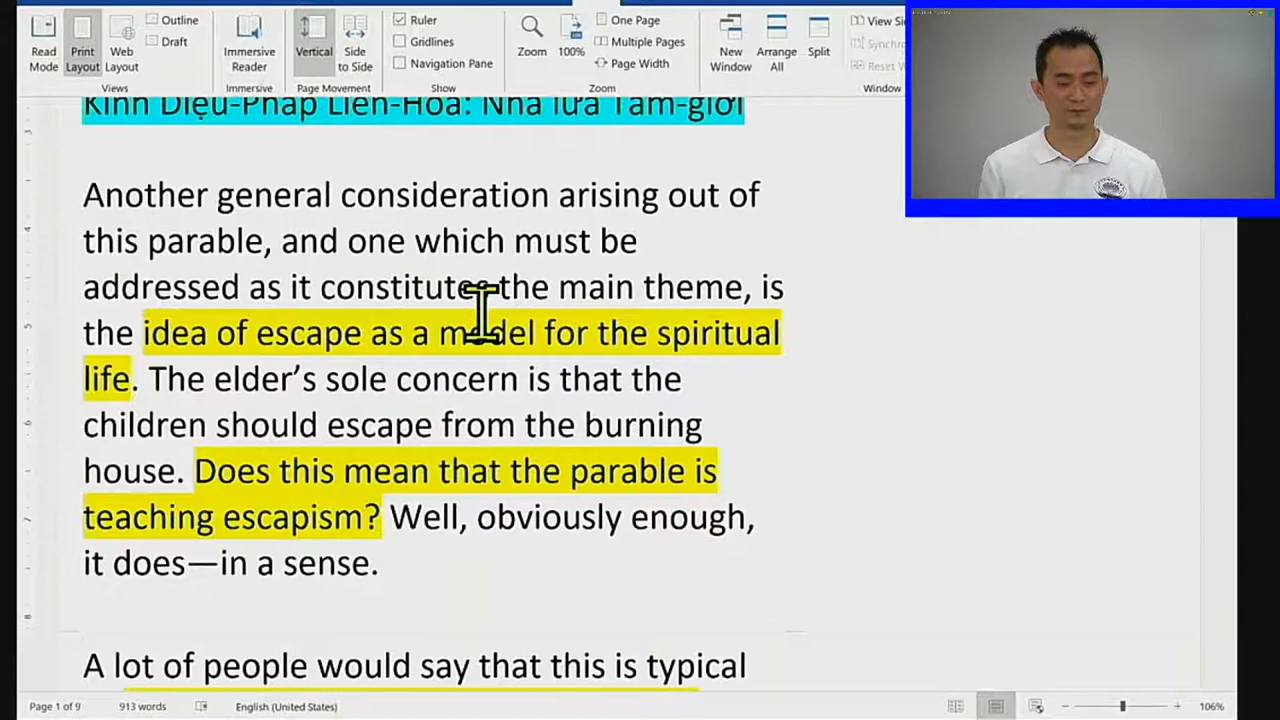 Outline
Draft
Read Mode
Print Layout
Web Layout
Views
Immersive Reader
Immersive
Vertical
Side to Side
Page Movement
Ruler
Gridlines
Navigation Pane
Show
Zoom
100%
One Page
Multiple Pages
Page Width
Zoom
New Window
Arrange All
Split
View Si
Synchro
Reset
Window
Kinh Diệu-Pháp Liên-Hoa: Nhà lửa Tam-giới
Another general consideration arising out of
this parable, and one which must be
addressed as it constitutes the main theme, is
the idea of escape as a model for the spiritual
life. The elder’s sole concern is that the
children should escape from the burning
house. Does this mean that the parable is
teaching escapism? Well, obviously enough,
it does—in a sense.
A lot of people would say that this is typical
Page 1 of 9 913 words English (United States) 106%